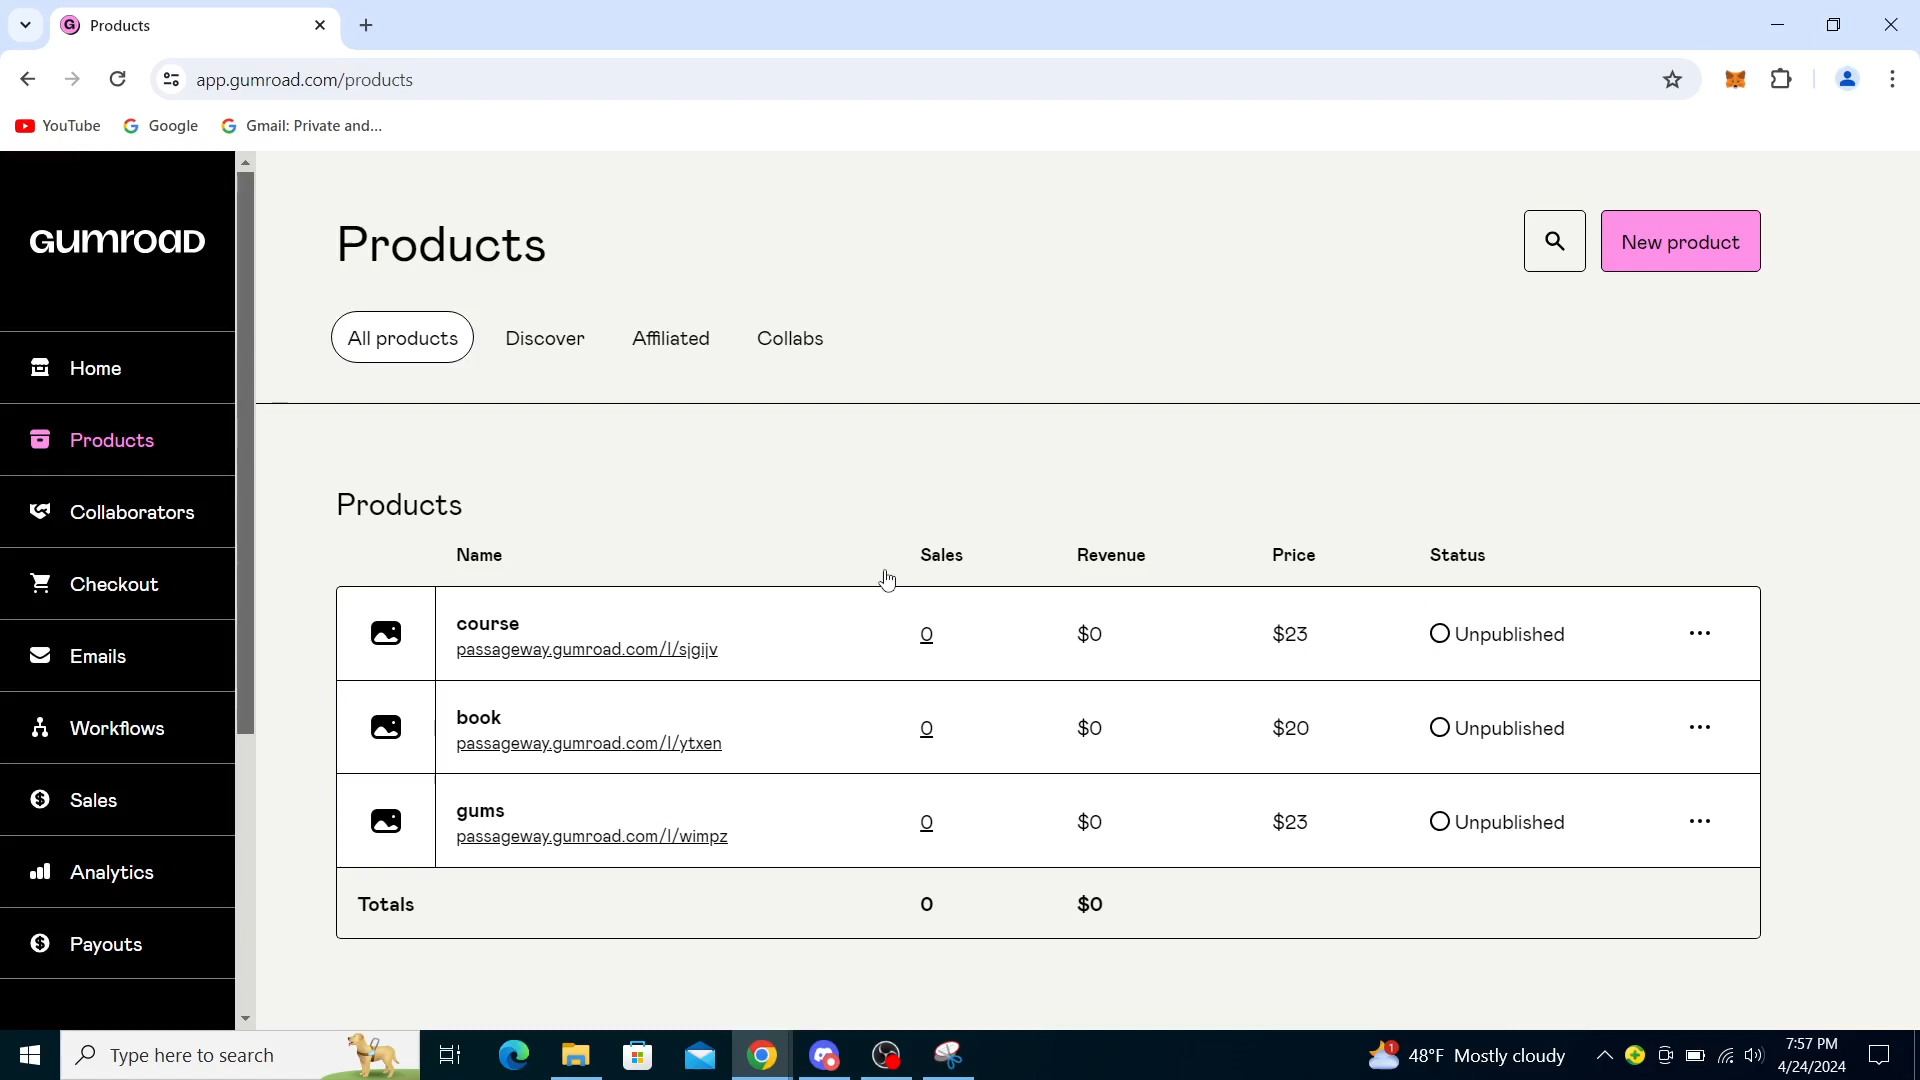 Products
app.gumroad.com/products
YouTube Google Gmail: Private and...
GUMROAD
Home
Products
Collaborators
Checkout
Emails
Workflows
Sales
Analytics
Payouts
Products
New product
All products Discover Affiliated Collabs
Products
Name Sales Revenue Price Status
course
passageway.gumroad.com/l/sjgijv
0 $0 $23 Unpublished
book
passageway.gumroad.com/l/ytxen
0 $0 $20 Unpublished
gums
passageway.gumroad.com/l/wimpz
0 $0 $23 Unpublished
Totals 0 $0
Type here to search
1
48°F Mostly cloudy
7:57 PM
4/24/2024